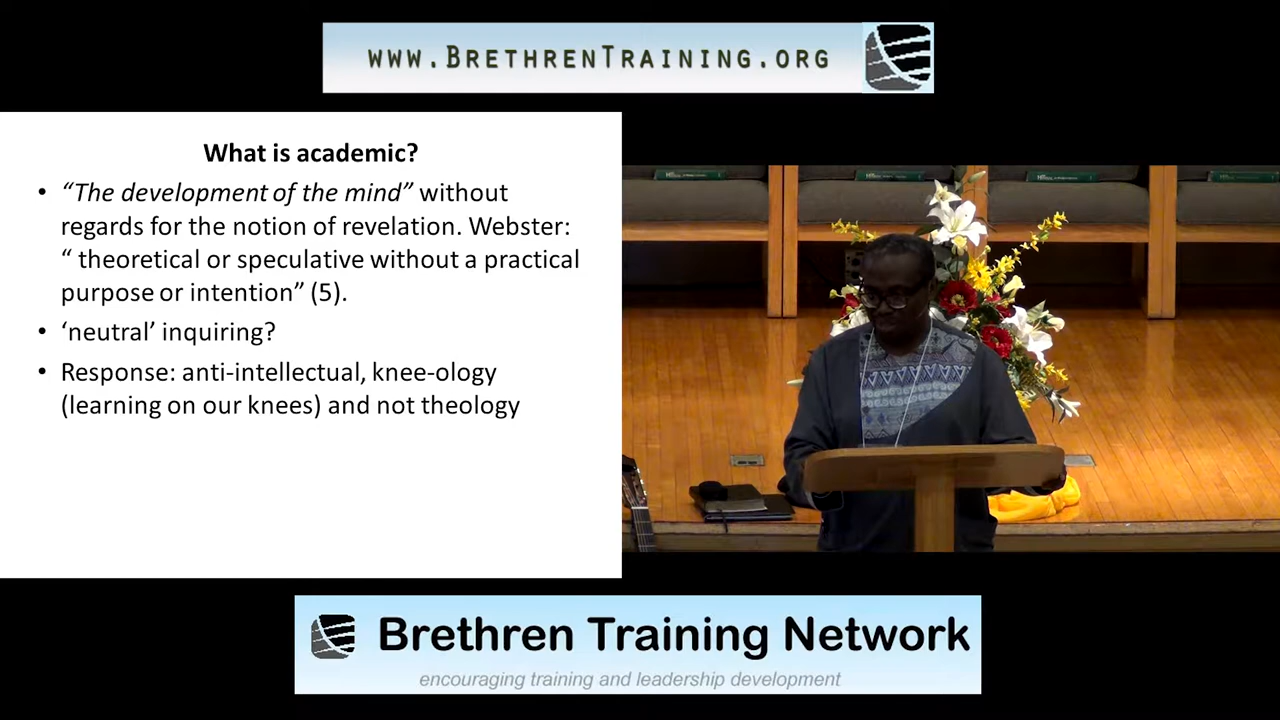 www.BrethrenTraining.org
What is academic?
• “The development of the mind” without
regards for the notion of revelation. Webster:
“ theoretical or speculative without a practical
purpose or intention” (5).
• ‘neutral’ inquiring?
• Response: anti-intellectual, knee-ology
(learning on our knees) and not theology
Brethren Training Network
encouraging training and leadership development